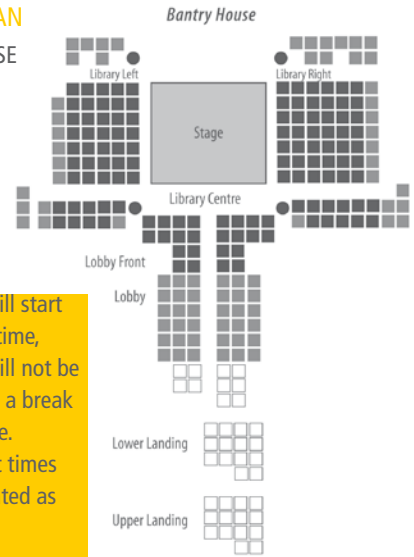 Bantry House
AN
SE
Library Left
Library Right
Stage
Library Centre
Lobby Front
Lobby
ill start
time,
ill not be
a break
e.
t times
ted as
Lower Landing
Upper Landing